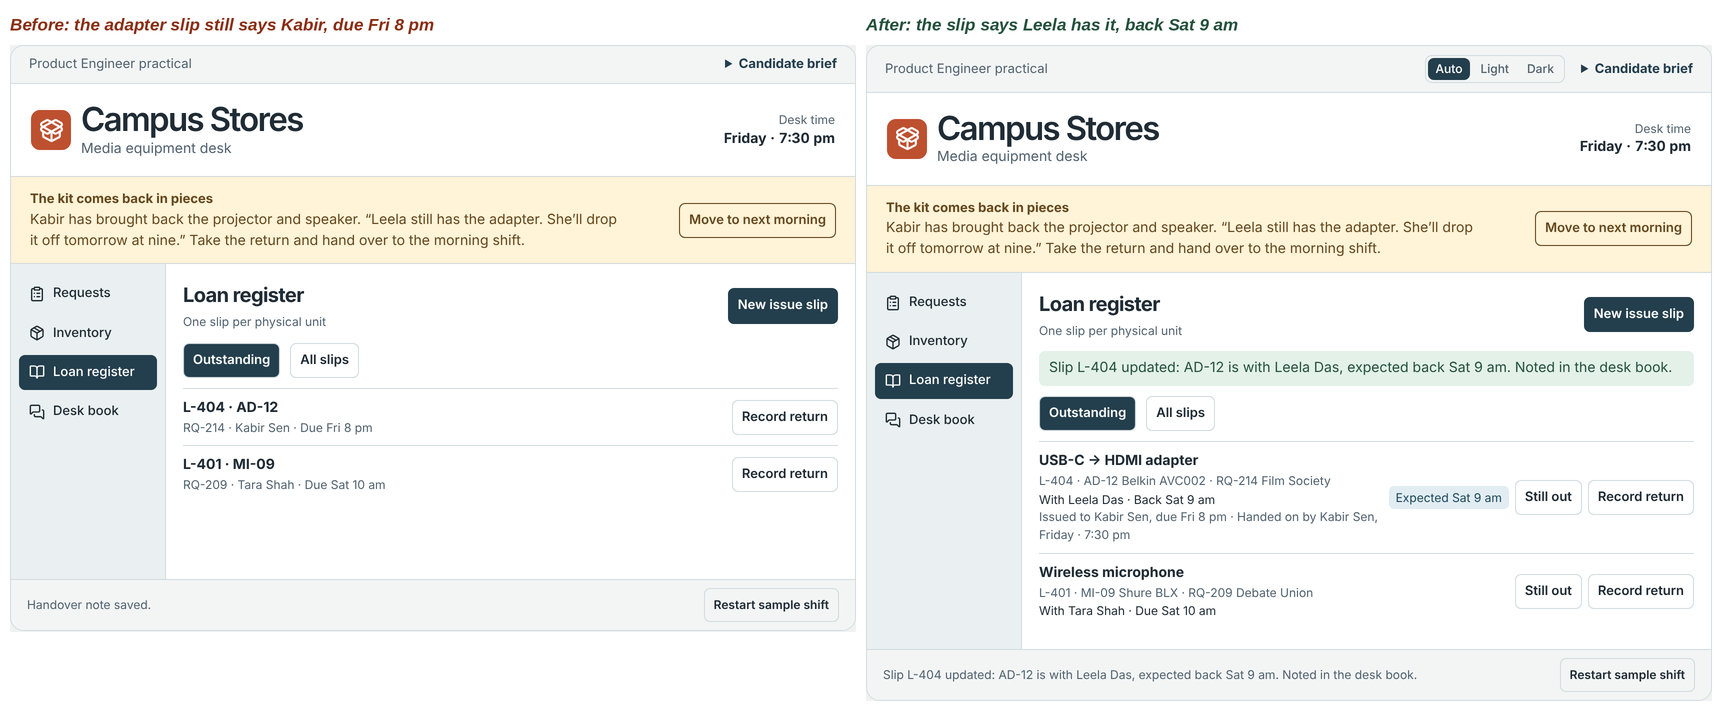 Before: the adapter slip still says Kabir, due Fri 8 pm
Product Engineer practical
Candidate brief
Campus Stores
Media equipment desk
Desk time
Friday · 7:30 pm
The kit comes back in pieces
Kabir has brought back the projector and speaker. “Leela still has the adapter. She’ll drop
it off tomorrow at nine.” Take the return and hand over to the morning shift.
Move to next morning
Requests
Inventory
Loan register
Desk book
Loan register
One slip per physical unit
New issue slip
Outstanding
All slips
L-404 · AD-12
RQ-214 · Kabir Sen · Due Fri 8 pm
Record return
L-401 · MI-09
RQ-209 · Tara Shah · Due Sat 10 am
Record return
Handover note saved.
Restart sample shift
After: the slip says Leela has it, back Sat 9 am
Product Engineer practical
Auto
Light
Dark
Candidate brief
Campus Stores
Media equipment desk
Desk time
Friday · 7:30 pm
The kit comes back in pieces
Kabir has brought back the projector and speaker. “Leela still has the adapter. She’ll drop
it off tomorrow at nine.” Take the return and hand over to the morning shift.
Move to next morning
Requests
Inventory
Loan register
Desk book
Loan register
One slip per physical unit
New issue slip
Slip L-404 updated: AD-12 is with Leela Das, expected back Sat 9 am. Noted in the desk book.
Outstanding
All slips
USB-C → HDMI adapter
L-404 · AD-12 Belkin AVC002 · RQ-214 Film Society
With Leela Das · Back Sat 9 am
Issued to Kabir Sen, due Fri 8 pm · Handed on by Kabir Sen,
Friday · 7:30 pm
Expected Sat 9 am
Still out
Record return
Wireless microphone
L-401 · MI-09 Shure BLX · RQ-209 Debate Union
With Tara Shah · Due Sat 10 am
Still out
Record return
Slip L-404 updated: AD-12 is with Leela Das, expected back Sat 9 am. Noted in the desk book.
Restart sample shift